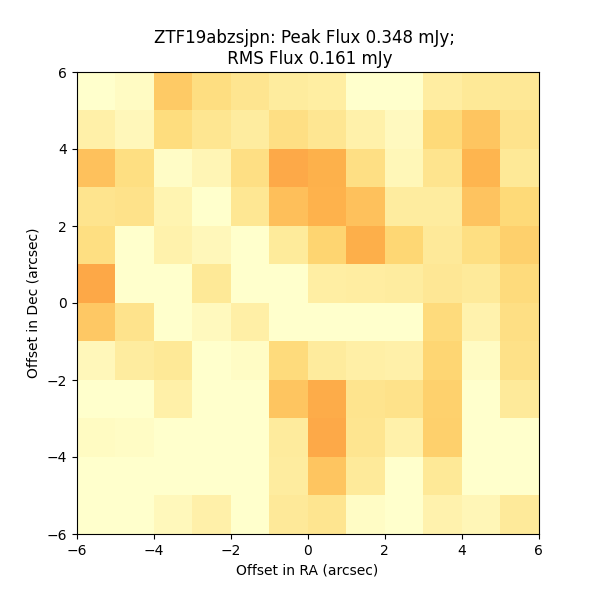 ZTF19abzsjpn: Peak Flux 0.348 mJy;
RMS Flux 0.161 mJy
6
4
2
0
−2
−4
−6
Offset in Dec (arcsec)
−6 −4 −2 0 2 4 6
Offset in RA (arcsec)